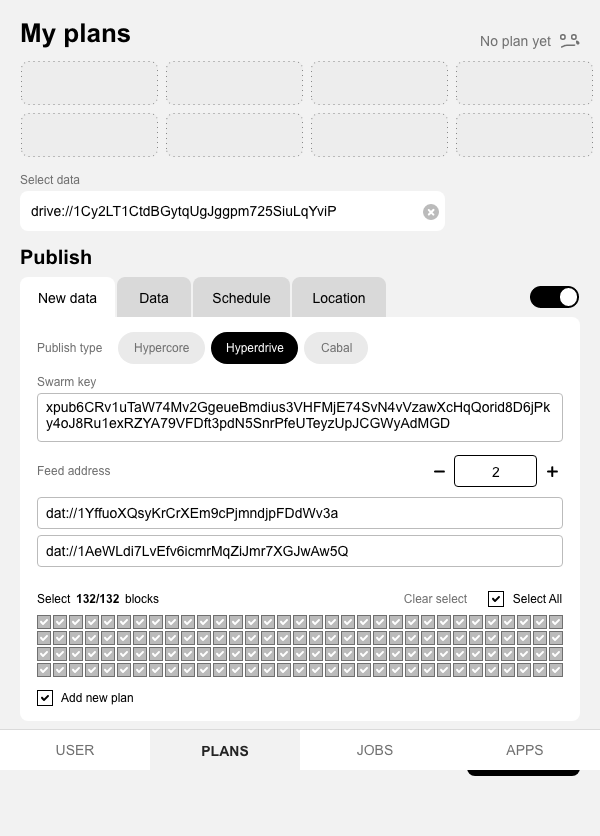 My plans
No plan yet
Select data
drive://1Cy2LT1CtdBGytqUgJggpm725SiuLqYviP
Publish
New data
Data
Schedule
Location
Publish type
Hypercore
Hyperdrive
Cabal
Swarm key
xpub6CRv1uTaW74Mv2GgeueBmdius3VHFMjE74SvN4vVzawXcHqQorid8D6jPk
y4oJ8Ru1exRZYA79VFDft3pdN5SnrPfeUTeyzUpJCGWyAdMGD
Feed address
2
dat://1YffuoXQsyKrCrXEm9cPjmndjpFDdWv3a
dat://1AeWLdi7LvEfv6icmrMqZiJmr7XGJwAw5Q
Select 132/132 blocks
Clear select
Select All
Add new plan
USER
PLANS
JOBS
APPS